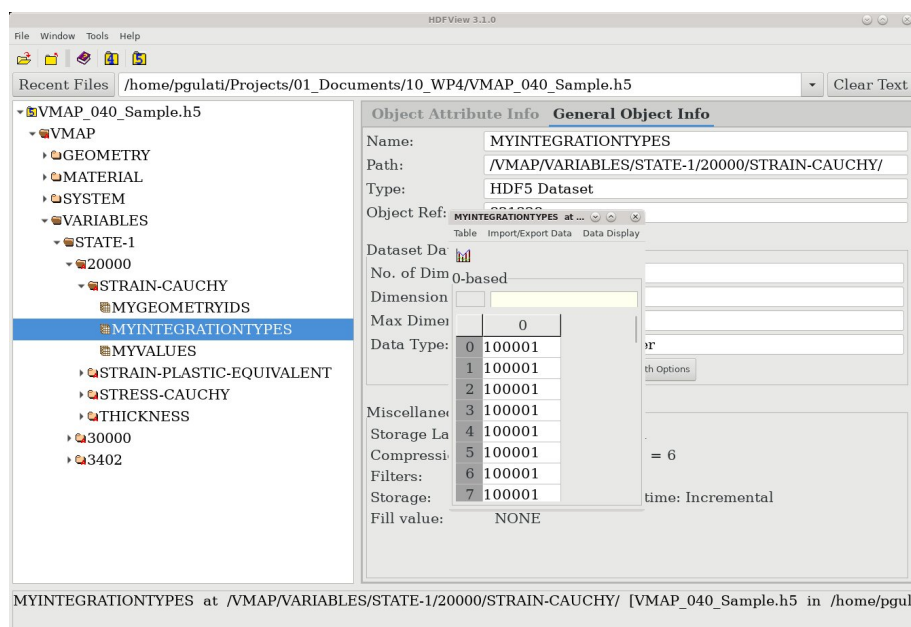 HDFView 3.1.0
File Window Tools Help
Recent Files /home/pgulati/Projects/01_Documents/10_WP4/VMAP_040_Sample.h5 Clear Text
VMAP_040_Sample.h5
VMAP
GEOMETRY
MATERIAL
SYSTEM
VARIABLES
STATE-1
20000
STRAIN-CAUCHY
MYGEOMETRYIDS
MYINTEGRATIONTYPES
MYVALUES
STRAIN-PLASTIC-EQUIVALENT
STRESS-CAUCHY
THICKNESS
30000
3402
Object Attribute Info General Object Info
Name: MYINTEGRATIONTYPES
Path: /VMAP/VARIABLES/STATE-1/20000/STRAIN-CAUCHY/
Type: HDF5 Dataset
Object Ref:
Dataset Da
No. of Dim
Dimension
Max Dimer
Data Type: er
th Options
Miscellane
Storage La
Compressi = 6
Filters:
Storage: time: Incremental
Fill value: NONE
MYINTEGRATIONTYPES at ...
Table Import/Export Data Data Display
0-based
0
0 100001
1 100001
2 100001
3 100001
4 100001
5 100001
6 100001
7 100001
MYINTEGRATIONTYPES at /VMAP/VARIABLES/STATE-1/20000/STRAIN-CAUCHY/ [VMAP_040_Sample.h5 in /home/pgul